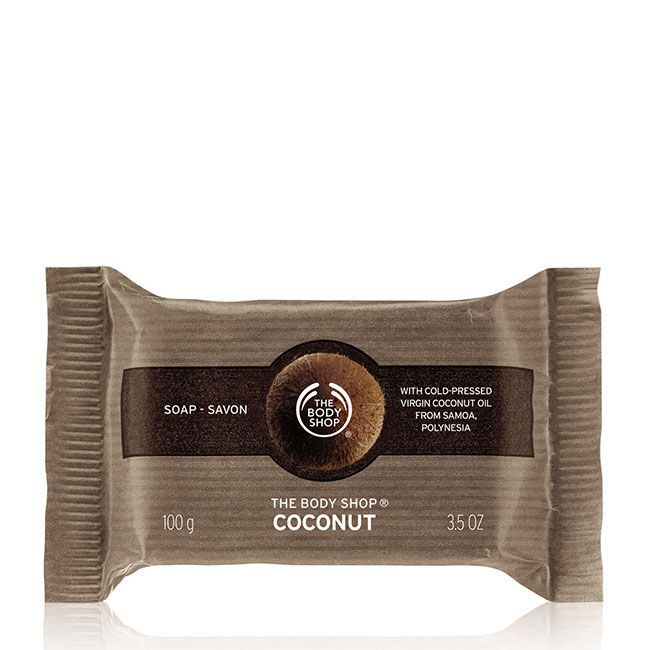 SOAP - SAVON
THE
BODY
SHOP
®
WITH COLD-PRESSED
VIRGIN COCONUT OIL
FROM SAMOA,
POLYNESIA
THE BODY SHOP ®
COCONUT
100 g
3.5 OZ